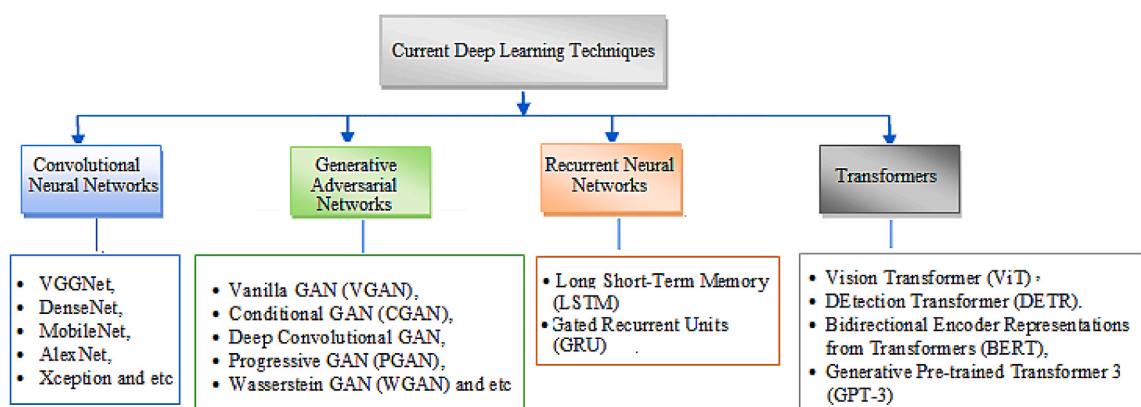 Current Deep Learning Techniques
Convolutional
Neural Networks
Generative
Adversarial
Networks
Recurrent Neural
Networks
Transformers
• VGGNet,
• DenseNet,
• MobileNet,
• AlexNet,
• Xception and etc
• Vanilla GAN (VGAN),
• Conditional GAN (CGAN),
• Deep Convolutional GAN,
• Progressive GAN (PGAN),
• Wasserstein GAN (WGAN) and etc
• Long Short-Term Memory
(LSTM)
• Gated Recurrent Units
(GRU)
• Vision Transformer (ViT) ,
• DEtection Transformer (DETR).
• Bidirectional Encoder Representations
from Transformers (BERT),
• Generative Pre-trained Transformer 3
(GPT-3)